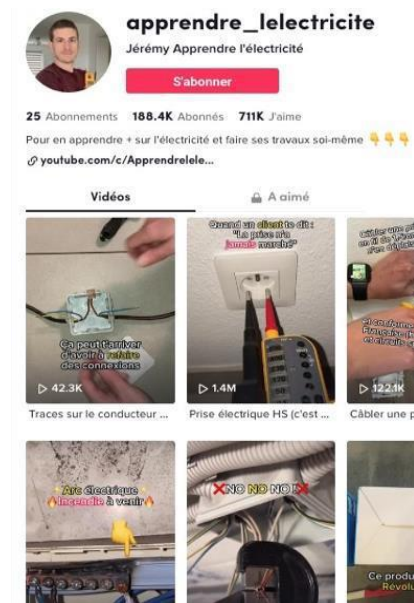 apprendre_lelectricite
Jérémy Apprendre l'électricité
S'abonner
25 Abonnements 188.4K Abonnés 711K J'aime
Pour en apprendre + sur l'électricité et faire ses travaux soi-même 👇👇👇
youtube.com/c/Apprendrelele...
Vidéos
A aimé
Ça peut t'arriver
d'avoir à refaire
des connexions
42.3K
Traces sur le conducteur ...
Quand un client te dit :
"La prise n'a
jamais marché"
1.4M
Prise électrique HS (c'est ...
122.1K
Câbler une p
⚡Arc électrique⚡
🔥Incendie à venir🔥
❌NO NO NO❌
Ce produ
Révolu